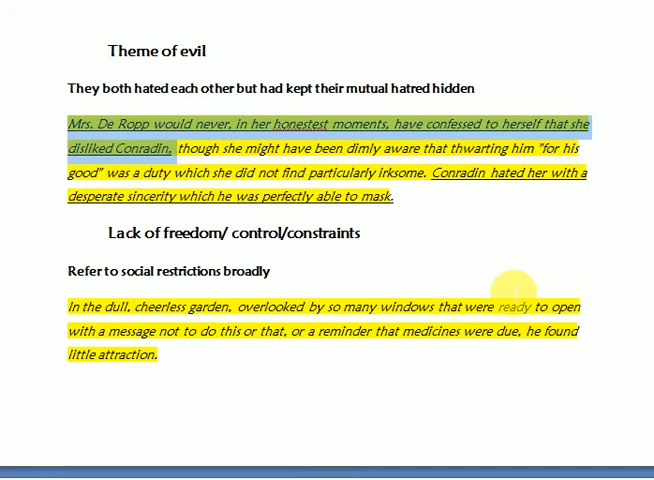 Theme of evil
They both hated each other but had kept their mutual hatred hidden
Mrs. De Ropp would never, in her honestest moments, have confessed to herself that she
disliked Conradin, though she might have been dimly aware that thwarting him "for his
good" was a duty which she did not find particularly irksome. Conradin hated her with a
desperate sincerity which he was perfectly able to mask.
Lack of freedom/ control/constraints
Refer to social restrictions broadly
In the dull, cheerless garden, overlooked by so many windows that were ready to open
with a message not to do this or that, or a reminder that medicines were due, he found
little attraction.